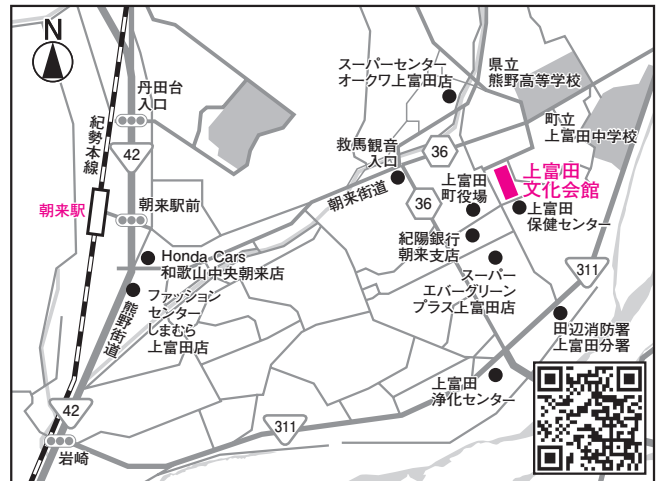 N
丹田台
入口
紀勢本線
42
朝来駅
朝来駅前
Honda Cars
和歌山中央朝来店
ファッション
センター
しまむら
上富田店
熊野街道
42
岩崎
スーパーセンター
オークワ上富田店
県立
熊野高等学校
町立
上富田中学校
救馬観音
入口
36
朝来街道
36
上富田
町役場
上富田
文化会館
上富田
保健センター
紀陽銀行
朝来支店
スーパー
エバーグリーン
プラス上富田店
311
田辺消防署
上富田分署
上富田
浄化センター
311